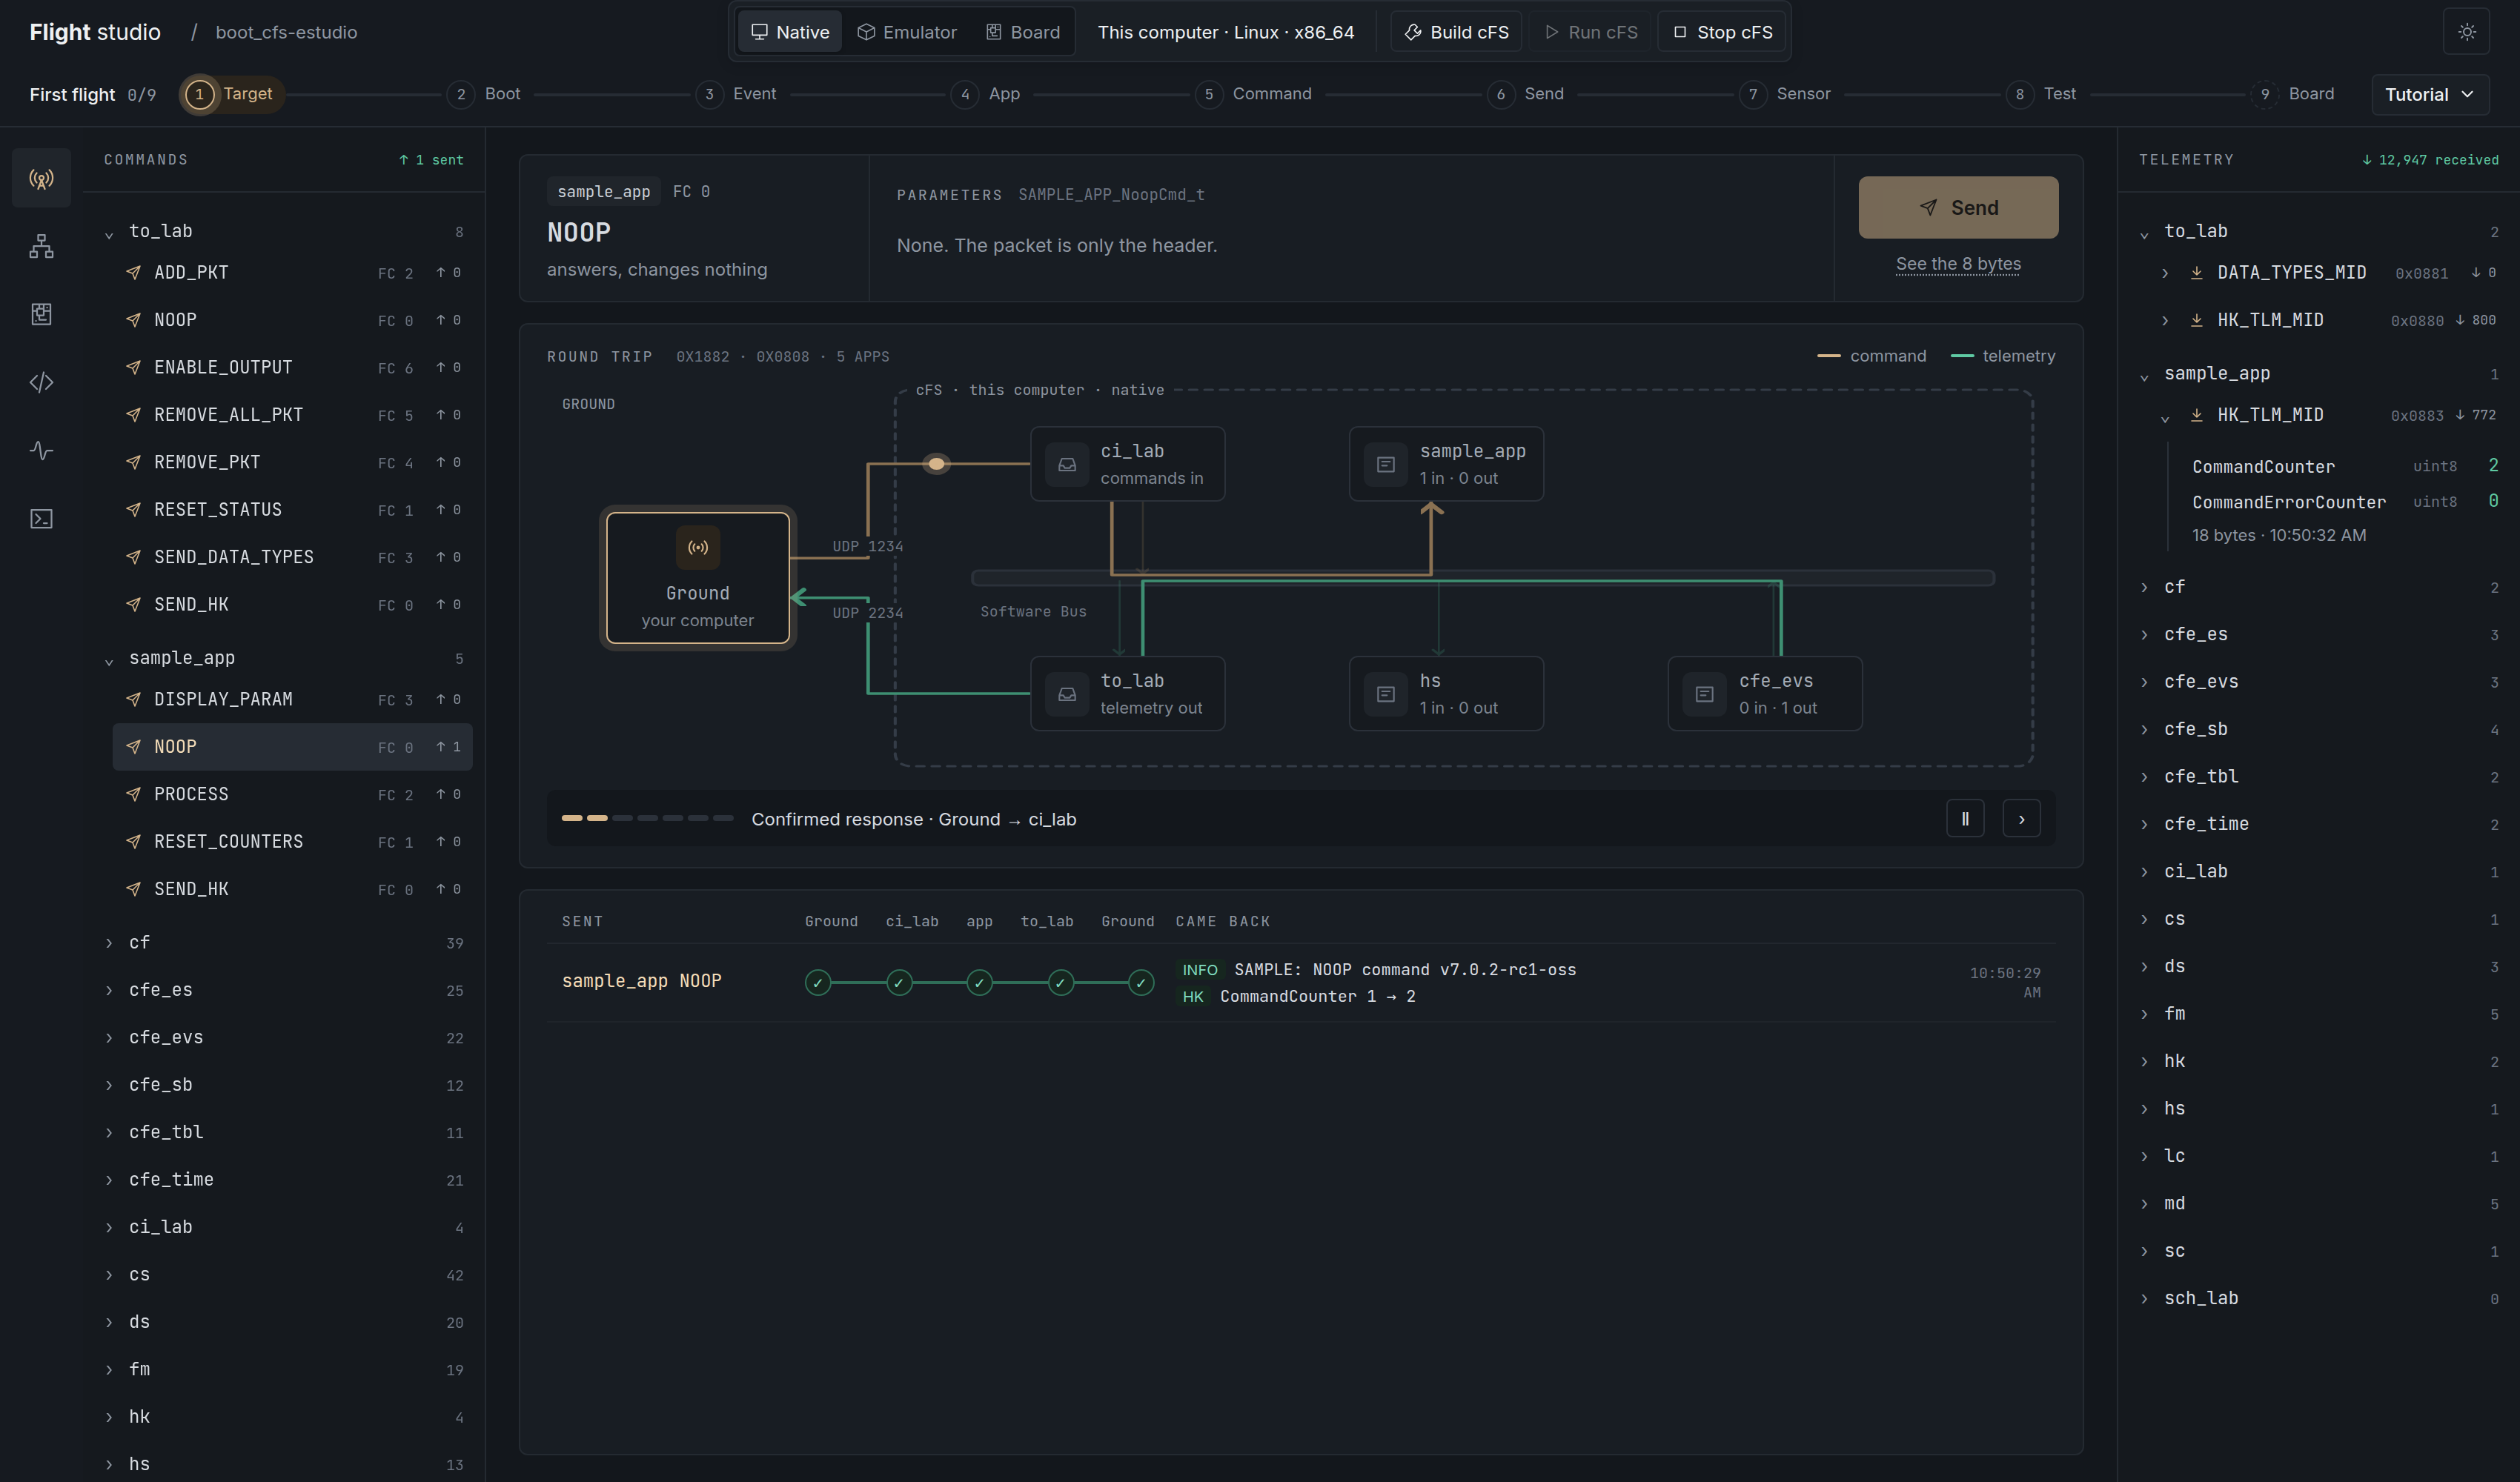 Flight studio / boot_cfs-estudio
Native Emulator Board This computer · Linux · x86_64 Build cFS Run cFS Stop cFS
First flight 0/9 1 Target 2 Boot 3 Event 4 App 5 Command 6 Send 7 Sensor 8 Test 9 Board Tutorial
COMMANDS ↑ 1 sent
to_lab 8
ADD_PKT FC 2 ↑ 0
NOOP FC 0 ↑ 0
ENABLE_OUTPUT FC 6 ↑ 0
REMOVE_ALL_PKT FC 5 ↑ 0
REMOVE_PKT FC 4 ↑ 0
RESET_STATUS FC 1 ↑ 0
SEND_DATA_TYPES FC 3 ↑ 0
SEND_HK FC 0 ↑ 0
sample_app 5
DISPLAY_PARAM FC 3 ↑ 0
NOOP FC 0 ↑ 1
PROCESS FC 2 ↑ 0
RESET_COUNTERS FC 1 ↑ 0
SEND_HK FC 0 ↑ 0
cf 39
cfe_es 25
cfe_evs 22
cfe_sb 12
cfe_tbl 11
cfe_time 21
ci_lab 4
cs 42
ds 20
fm 19
hk 4
hs 13
sample_app FC 0
NOOP
answers, changes nothing
PARAMETERS SAMPLE_APP_NoopCmd_t
None. The packet is only the header.
Send
See the 8 bytes
ROUND TRIP 0X1882 · 0X0808 · 5 APPS
command telemetry
GROUND
cFS · this computer · native
ci_lab
commands in
sample_app
1 in · 0 out
UDP 1234
Ground
your computer
UDP 2234
Software Bus
to_lab
telemetry out
hs
1 in · 0 out
cfe_evs
0 in · 1 out
Confirmed response · Ground → ci_lab
SENT Ground ci_lab app to_lab Ground CAME BACK
sample_app NOOP
INFO SAMPLE: NOOP command v7.0.2-rc1-oss
HK CommandCounter 1 → 2
10:50:29
AM
TELEMETRY ↓ 12,947 received
to_lab 2
DATA_TYPES_MID 0x0881 ↓ 0
HK_TLM_MID 0x0880 ↓ 800
sample_app 1
HK_TLM_MID 0x0883 ↓ 772
CommandCounter uint8 2
CommandErrorCounter uint8 0
18 bytes · 10:50:32 AM
cf 2
cfe_es 3
cfe_evs 3
cfe_sb 4
cfe_tbl 2
cfe_time 2
ci_lab 1
cs 1
ds 3
fm 5
hk 2
hs 1
lc 1
md 5
sc 1
sch_lab 0